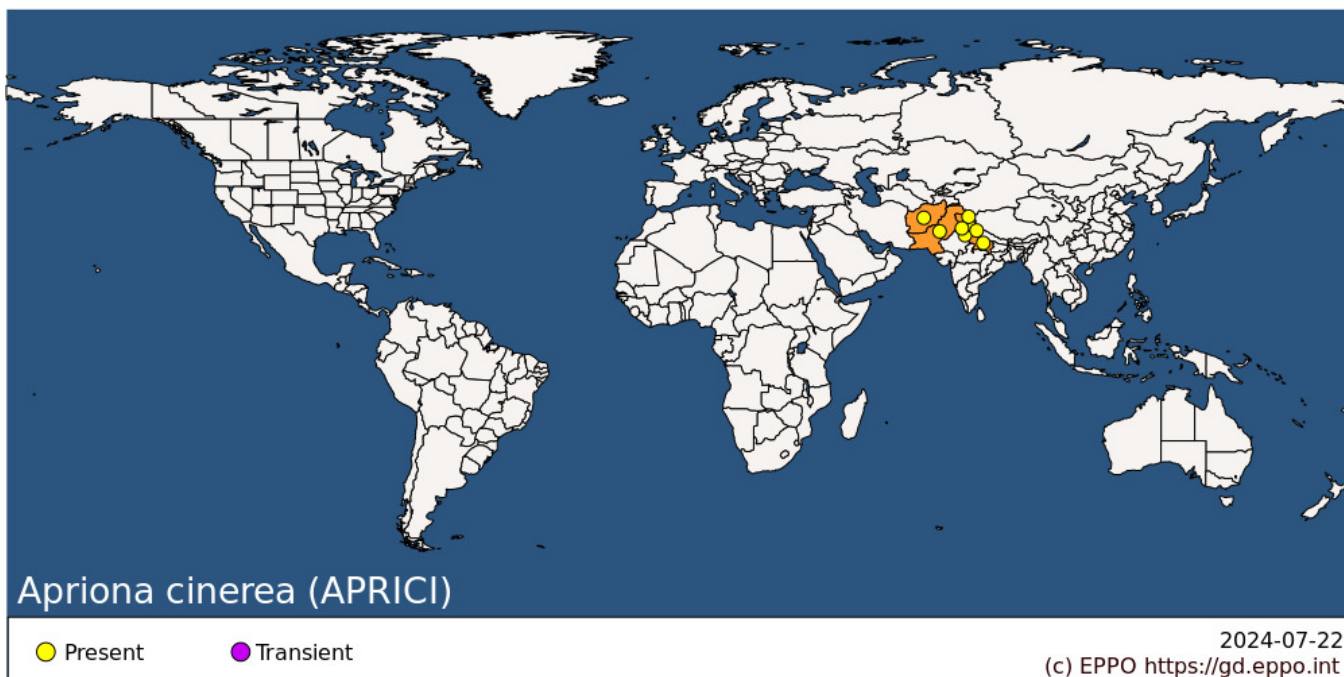 Apriona cinerea (APRICI)
Present
Transient
2024-07-22
(c) EPPO https://gd.eppo.int